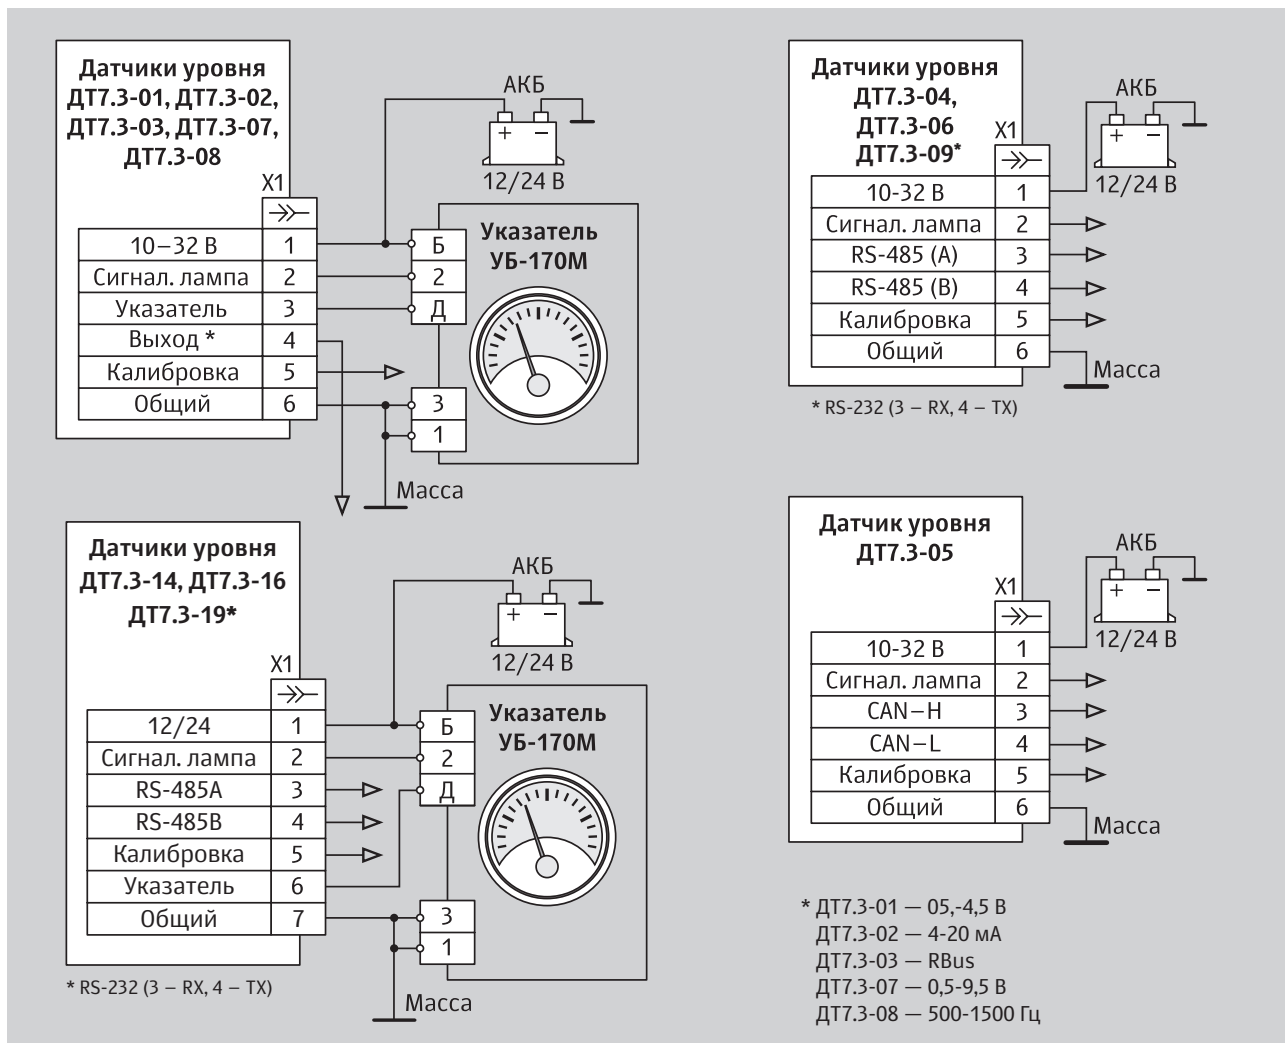 Датчики уровня
ДТ7.3-01, ДТ7.3-02,
ДТ7.3-03, ДТ7.3-07,
ДТ7.3-08
X1
10–32 В 1
Сигнал. лампа 2
Указатель 3
Выход * 4
Калибровка 5
Общий 6
АКБ
+ –
12/24 В
Указатель
УБ-170М
Б
2
Д
3
1
Масса
Датчики уровня
ДТ7.3-04,
ДТ7.3-06
ДТ7.3-09*
X1
10-32 В 1
Сигнал. лампа 2
RS-485 (A) 3
RS-485 (B) 4
Калибровка 5
Общий 6
АКБ
+ –
12/24 В
Масса
* RS-232 (3 – RX, 4 – TX)
Датчики уровня
ДТ7.3-14, ДТ7.3-16
ДТ7.3-19*
X1
12/24 1
Сигнал. лампа 2
RS-485A 3
RS-485B 4
Калибровка 5
Указатель 6
Общий 7
АКБ
+ –
12/24 В
Указатель
УБ-170М
Б
2
Д
3
1
Масса
* RS-232 (3 – RX, 4 – TX)
Датчик уровня
ДТ7.3-05
X1
10-32 В 1
Сигнал. лампа 2
CAN–H 3
CAN–L 4
Калибровка 5
Общий 6
АКБ
+ –
12/24 В
Масса
* ДТ7.3-01 — 05,-4,5 В
ДТ7.3-02 — 4-20 мА
ДТ7.3-03 — RBus
ДТ7.3-07 — 0,5-9,5 В
ДТ7.3-08 — 500-1500 Гц